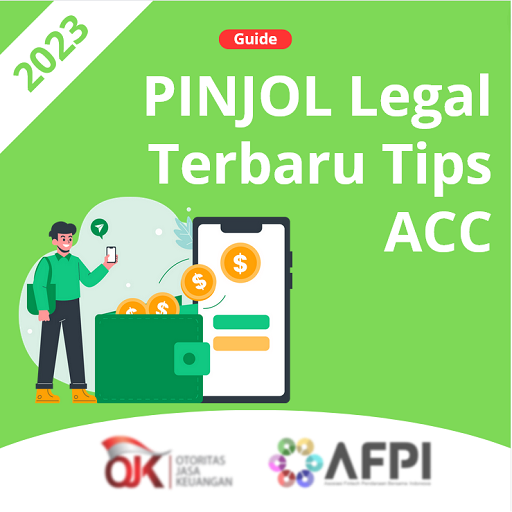 2023
Guide
PINJOL Legal
Terbaru Tips
ACC
$
$
$
$
OJK
OTORITAS
JASA
KEUANGAN
AFPI